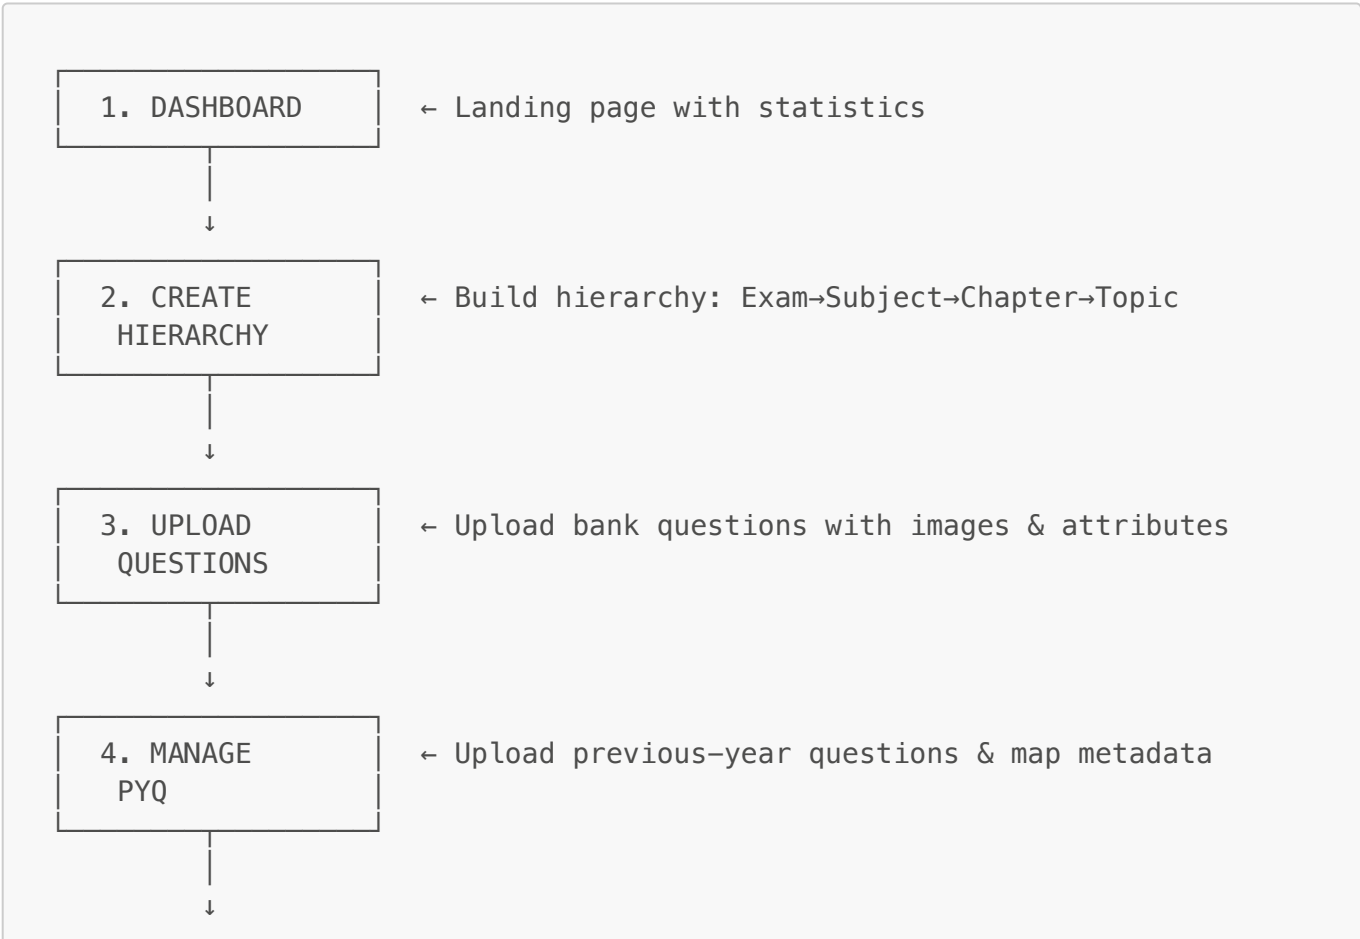 1. DASHBOARD ← Landing page with statistics
↓
2. CREATE ← Build hierarchy: Exam→Subject→Chapter→Topic
HIERARCHY
↓
3. UPLOAD ← Upload bank questions with images & attributes
QUESTIONS
↓
4. MANAGE ← Upload previous-year questions & map metadata
PYQ
↓